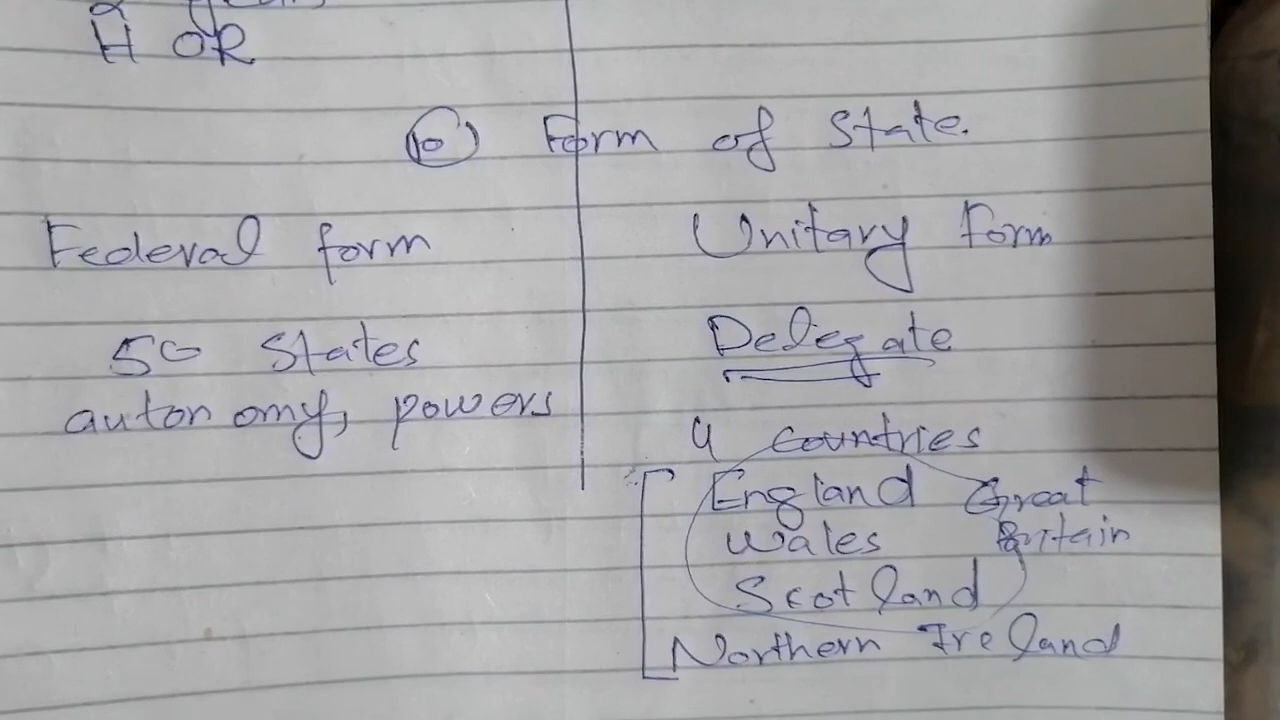 H OR
10) Form of State.
Federal form
50 States
autonomy, powers
Unitary Form
Delegate
4 Countries
England Great
Wales Britain
Scotland
Northern Ireland